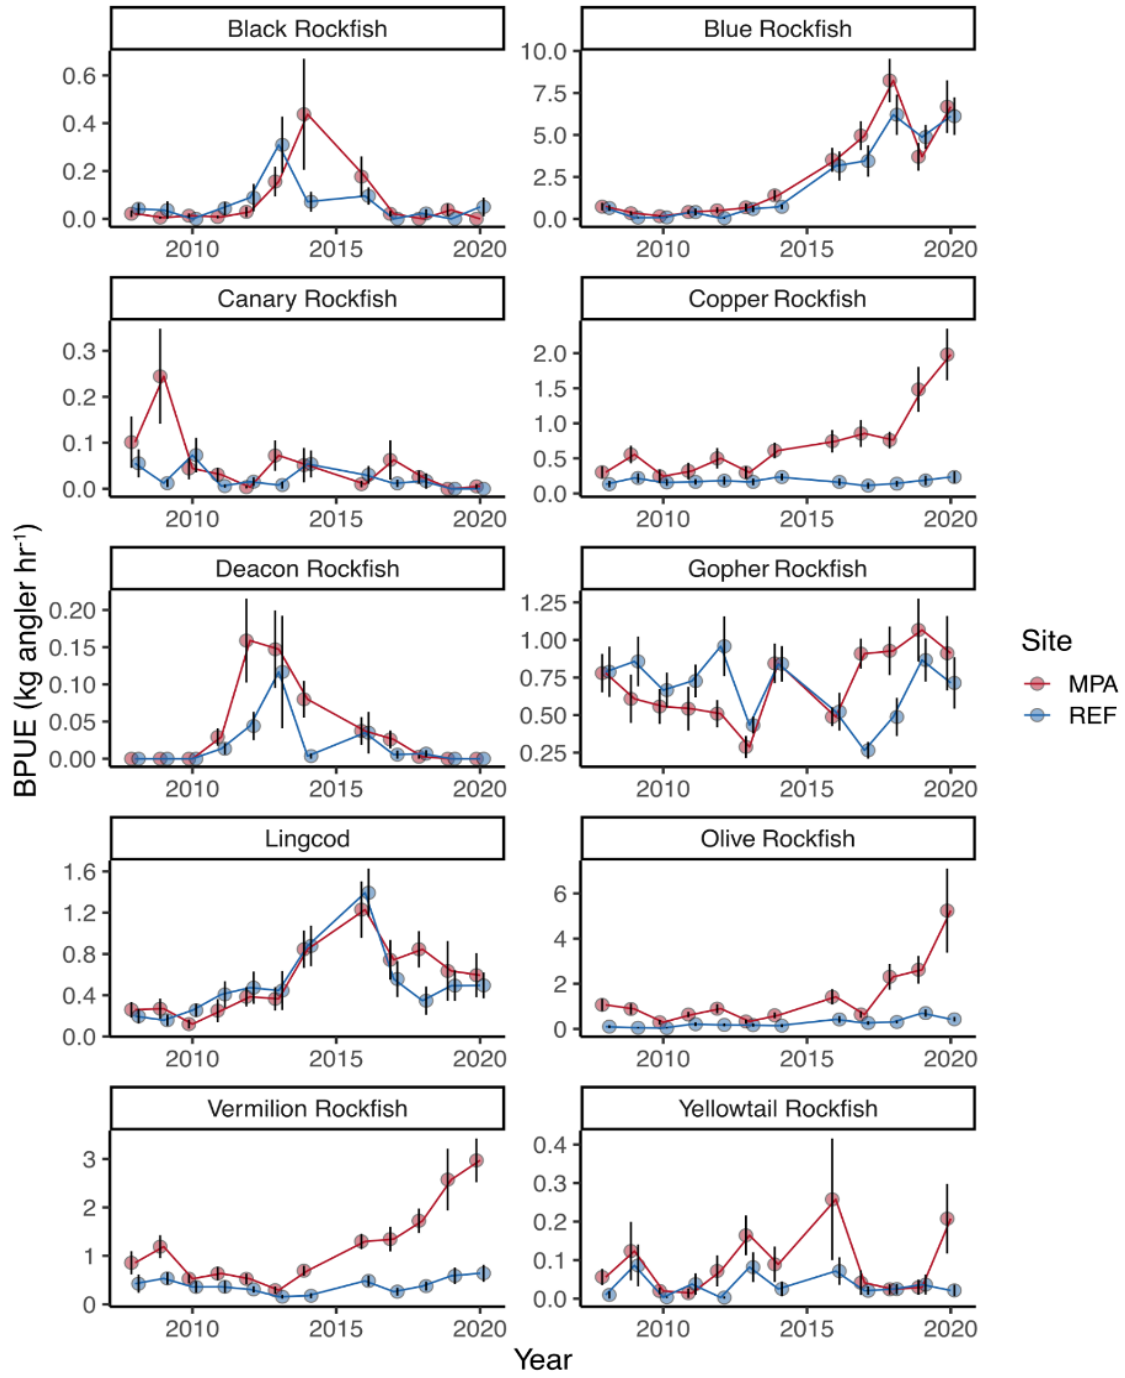 Black Rockfish
Blue Rockfish
0.6
0.4
0.2
0.0
10.0
7.5
5.0
2.5
0.0
2010 2015 2020
2010 2015 2020
Canary Rockfish
Copper Rockfish
0.3
0.2
0.1
0.0
2.0
1.5
1.0
0.5
0.0
2010 2015 2020
2010 2015 2020
Deacon Rockfish
Gopher Rockfish
0.20
0.15
0.10
0.05
0.00
1.25
1.00
0.75
0.50
0.25
2010 2015 2020
2010 2015 2020
Lingcod
Olive Rockfish
1.6
1.2
0.8
0.4
0.0
6
4
2
0
2010 2015 2020
2010 2015 2020
Vermilion Rockfish
Yellowtail Rockfish
3
2
1
0
0.4
0.3
0.2
0.1
0.0
2010 2015 2020
2010 2015 2020
BPUE (kg angler hr⁻¹)
Year
Site
MPA
REF